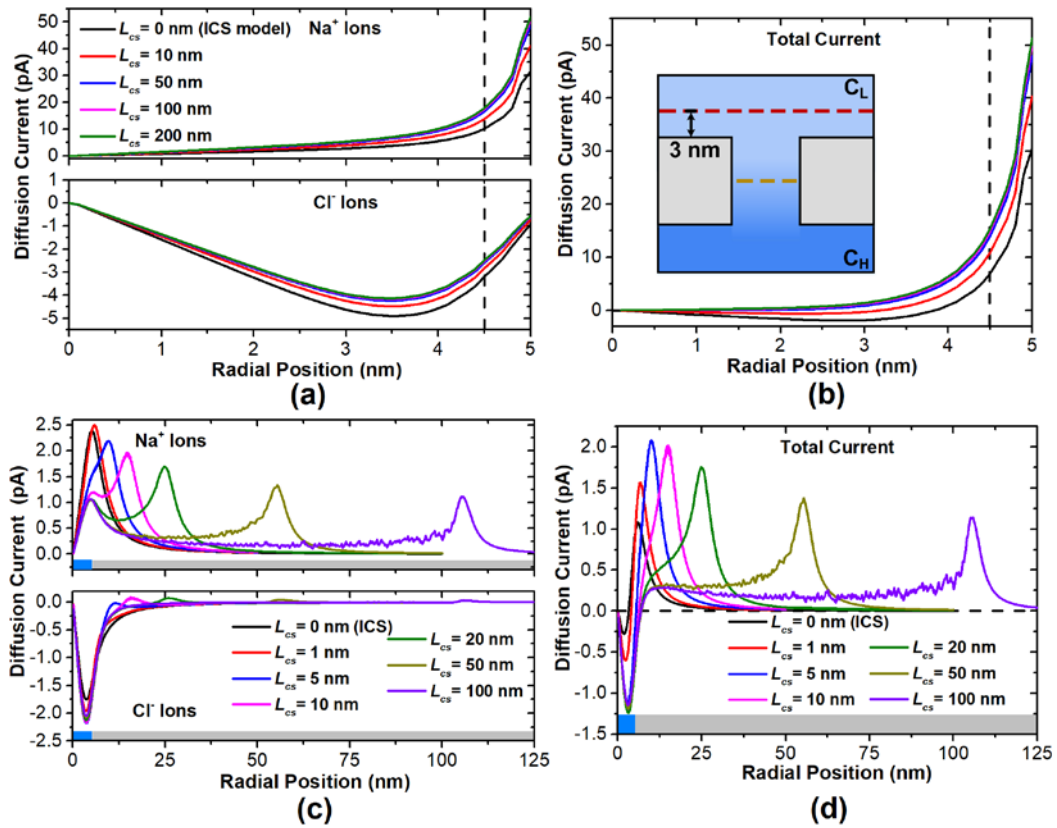 L_cs = 0 nm (ICS model) Na⁺ Ions
L_cs = 10 nm
L_cs = 50 nm
L_cs = 100 nm
L_cs = 200 nm
50
40
30
20
10
0
Diffusion Current (pA)
Cl⁻ Ions
1
0
-1
-2
-3
-4
-5
Diffusion Current (pA)
0 1 2 3 4 5
Radial Position (nm)
(a)
Total Current
C_L
3 nm
C_H
50
40
30
20
10
0
Diffusion Current (pA)
0 1 2 3 4 5
Radial Position (nm)
(b)
Na⁺ Ions
2.5
2.0
1.5
1.0
0.5
0.0
Diffusion Current (pA)
0.0
-0.5
-1.0
-1.5
-2.0
-2.5
L_cs = 0 nm (ICS)
L_cs = 1 nm
L_cs = 5 nm
L_cs = 10 nm
L_cs = 20 nm
L_cs = 50 nm
L_cs = 100 nm
Cl⁻ Ions
0 25 50 75 100 125
Radial Position (nm)
(c)
Total Current
2.0
1.5
1.0
0.5
0.0
-0.5
-1.0
-1.5
Diffusion Current (pA)
L_cs = 0 nm (ICS)
L_cs = 1 nm
L_cs = 5 nm
L_cs = 10 nm
L_cs = 20 nm
L_cs = 50 nm
L_cs = 100 nm
0 25 50 75 100 125
Radial Position (nm)
(d)